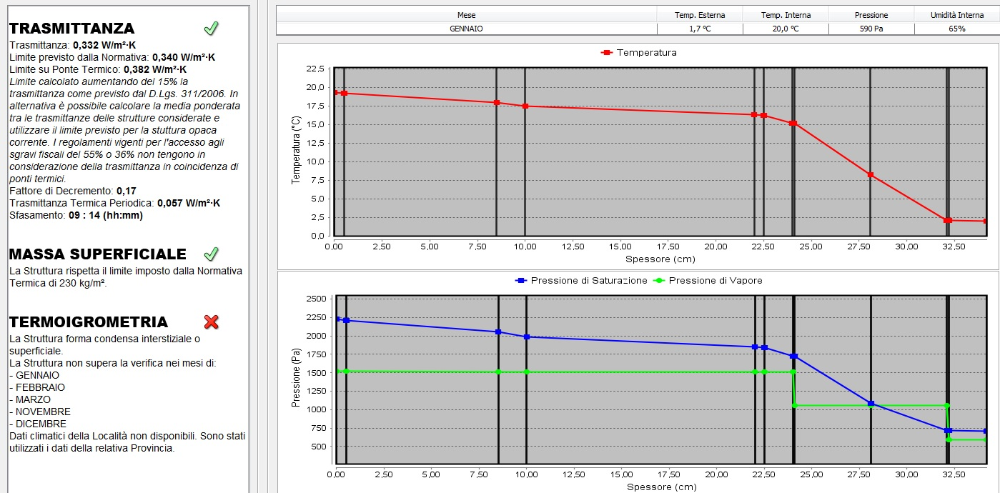 TRASMITTANZA
Trasmittanza: 0,332 W/m²·K
Limite previsto dalla Normativa: 0,340 W/m²·K
Limite su Ponte Termico: 0,382 W/m²·K
Limite calcolato aumentando del 15% la
trasmittanza come previsto dal D.Lgs. 311/2006. In
alternativa è possibile calcolare la media ponderata
tra le trasmittanze delle strutture considerate e
utilizzare il limite previsto per la stuttura opaca
corrente. I regolamenti vigenti per l'accesso agli
sgravi fiscali del 55% o 36% non tengono in
considerazione della trasmittanza in coincidenza di
ponti termici.
Fattore di Decremento: 0,17
Trasmittanza Termica Periodica: 0,057 W/m²·K
Sfasamento: 09 : 14 (hh:mm)
MASSA SUPERFICIALE
La Struttura rispetta il limite imposto dalla Normativa
Termica di 230 kg/m².
TERMOIGROMETRIA
La Struttura forma condensa interstiziale o
superficiale.
La Struttura non supera la verifica nei mesi di:
- GENNAIO
- FEBBRAIO
- MARZO
- NOVEMBRE
- DICEMBRE
Dati climatici della Località non disponibili. Sono stati
utilizzati i dati della relativa Provincia.
Mese Temp. Esterna Temp. Interna Pressione Umidità Interna
GENNAIO 1,7 °C 20,0 °C 590 Pa 65%
Temperatura
Temperatura (°C)
22,5
20,0
17,5
15,0
12,5
10,0
7,5
5,0
2,5
0,0
0,00 2,50 5,00 7,50 10,00 12,50 15,00 17,50 20,00 22,50 25,00 27,50 30,00 32,50
Spessore (cm)
Pressione di Saturazione Pressione di Vapore
Pressione (Pa)
2500
2250
2000
1750
1500
1250
1000
750
500
0,00 2,50 5,00 7,50 10,00 12,50 15,00 17,50 20,00 22,50 25,00 27,50 30,00 32,50
Spessore (cm)